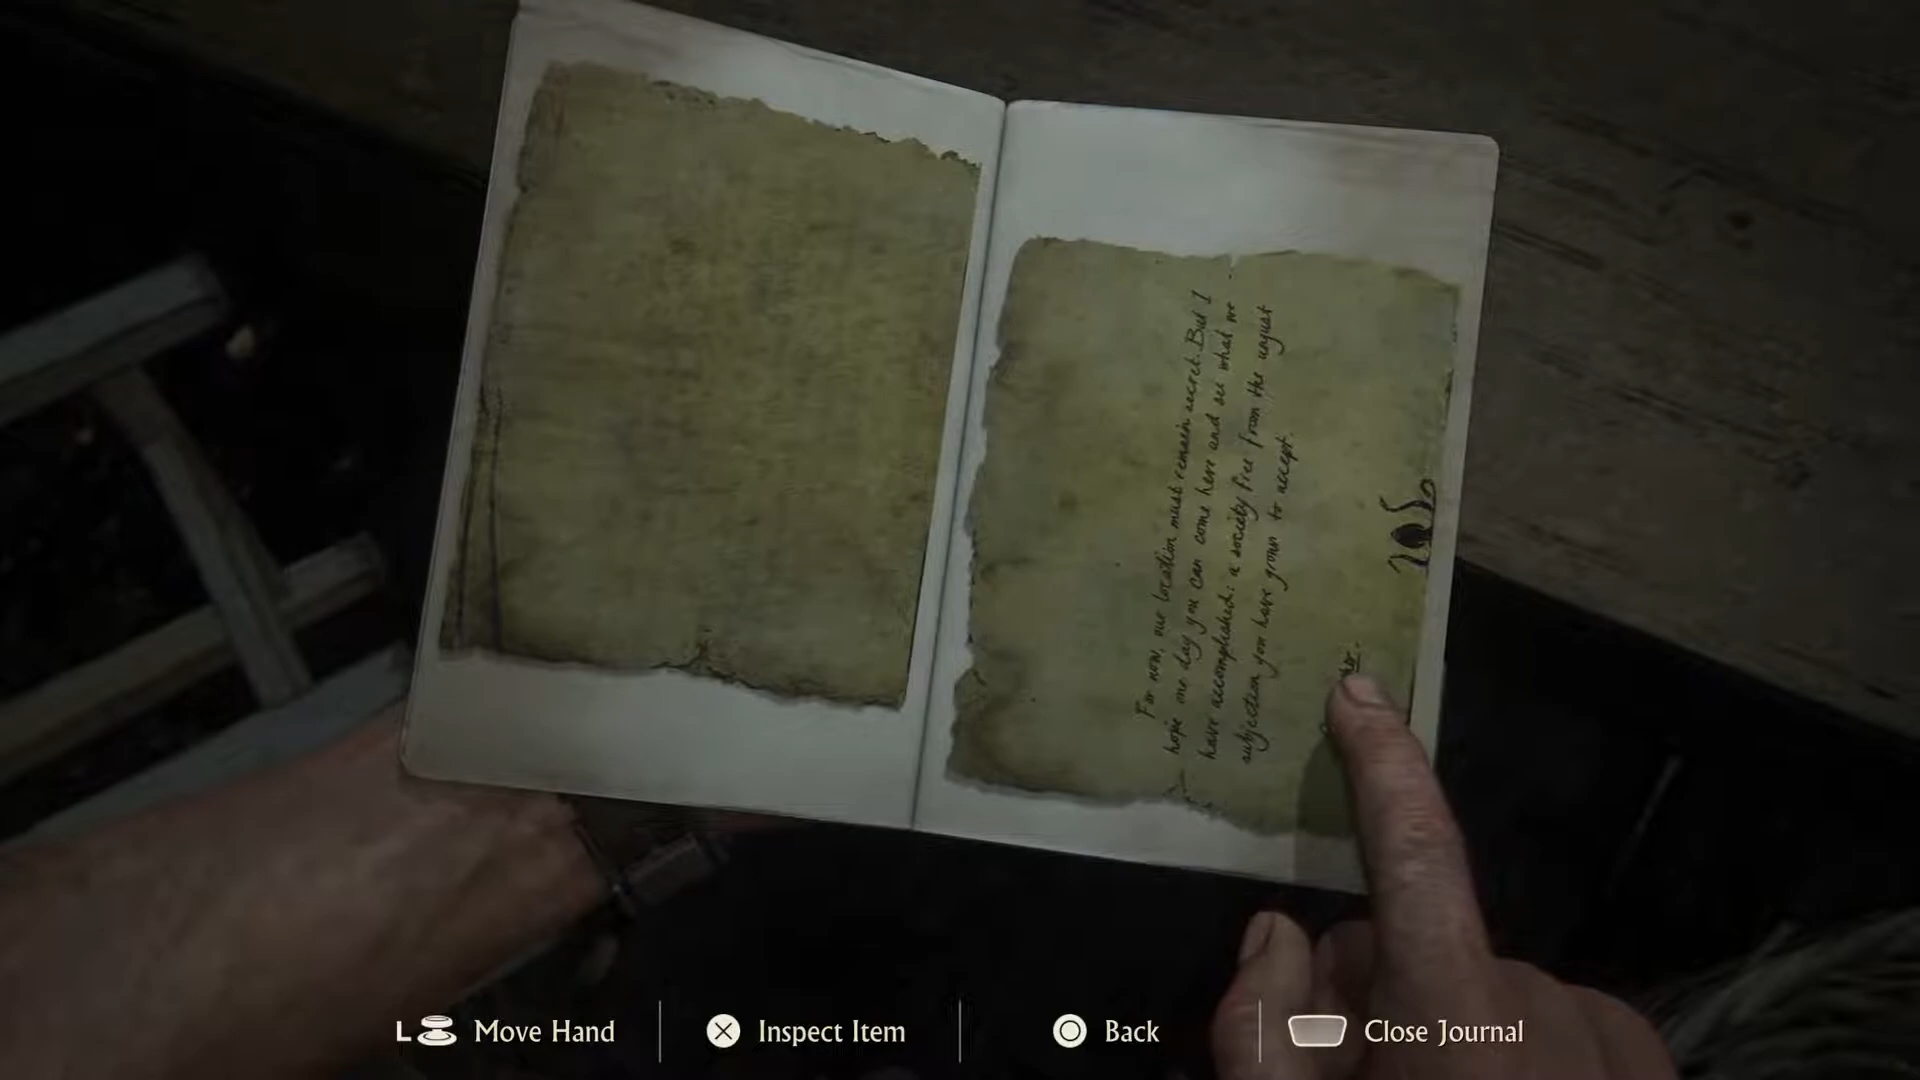 For now, our location must remain secret. But I
hope one day you can come here and see what we
have accomplished: a society free from the unjust
subjection you have grown to accept.
L Move Hand
Inspect Item
Back
Close Journal